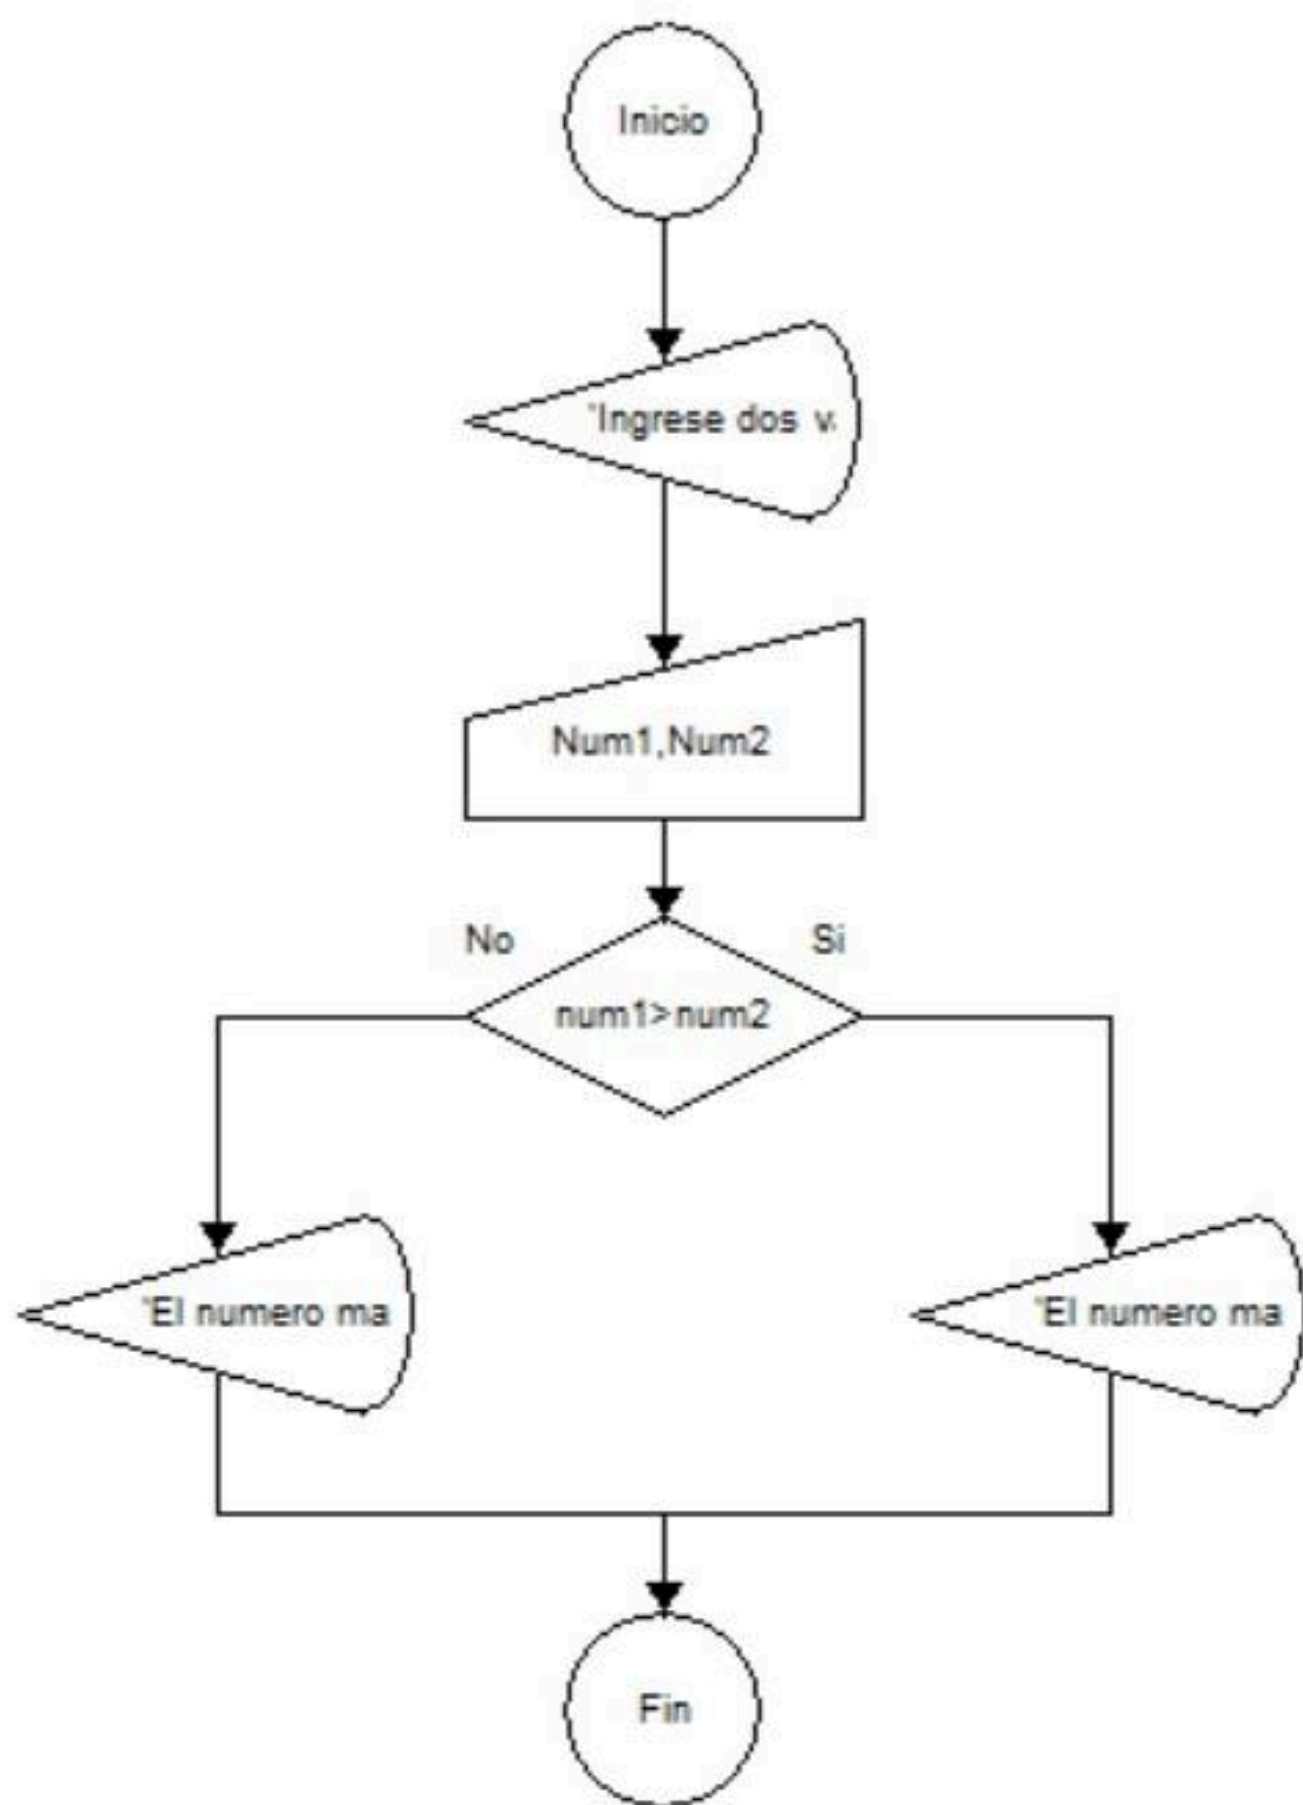 Inicio
"Ingrese dos
Num1,Num2
No
Si
num1>num2
"El numero ma
"El numero ma
Fin